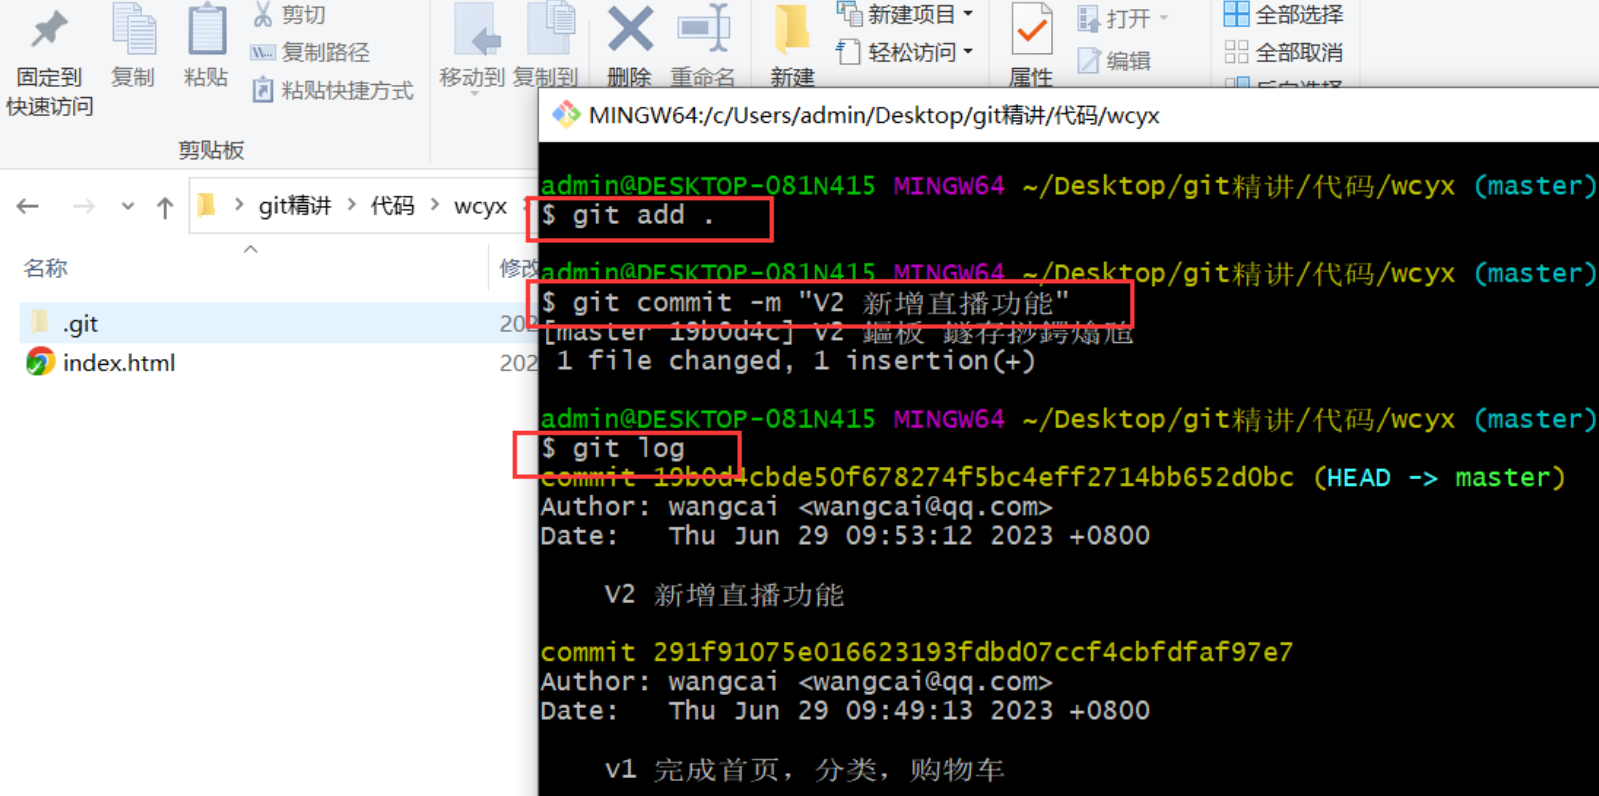 剪切
复制路径
粘贴快捷方式
固定到
快速访问
复制
粘贴
移动到
复制到
删除
重命名
新建
新建项目
轻松访问
属性
打开
编辑
全部选择
全部取消
反向选择
剪贴板
git精讲 > 代码 > wcyx
名称
修改
.git
202
index.html
202
MINGW64:/c/Users/admin/Desktop/git精讲/代码/wcyx
admin@DESKTOP-081N415 MINGW64 ~/Desktop/git精讲/代码/wcyx (master)
$ git add .
admin@DESKTOP-081N415 MINGW64 ~/Desktop/git精讲/代码/wcyx (master)
$ git commit -m "V2 新增直播功能"
[master 19b0d4c] V2
1 file changed, 1 insertion(+)
admin@DESKTOP-081N415 MINGW64 ~/Desktop/git精讲/代码/wcyx (master)
$ git log
commit 19b0d4cbde50f678274f5bc4eff2714bb652d0bc (HEAD -> master)
Author: wangcai <wangcai@qq.com>
Date:   Thu Jun 29 09:53:12 2023 +0800
V2 新增直播功能
commit 291f91075e016623193fdbd07ccf4cbfdfaf97e7
Author: wangcai <wangcai@qq.com>
Date:   Thu Jun 29 09:49:13 2023 +0800
v1 完成首页，分类，购物车